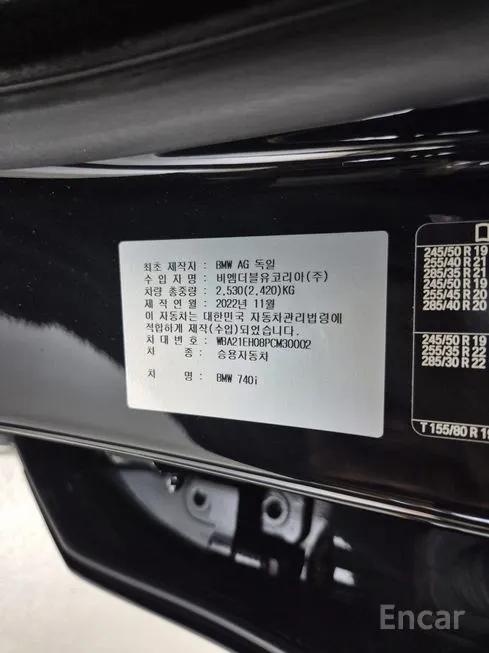 최초 제작자: BMW AG 독일
수 입 자 명: 비엠더블유코리아(주)
차량 총중량: 2,530(2,420)KG
제 작 연 월: 2022년 11월
이 자동차는 대한민국 자동차관리법령에
적합하게 제작(수입)되었습니다.
차 대 번 호: WBA21EH08PCM30002
차 종: 승용자동차
차 명: BMW 740i
245/50 R 19
255/40 R 21
285/35 R 21
245/50 R 19
255/45 R 20
285/40 R 20
245/50 R 19
255/35 R 22
285/30 R 22
T 155/80 R 19
Encar